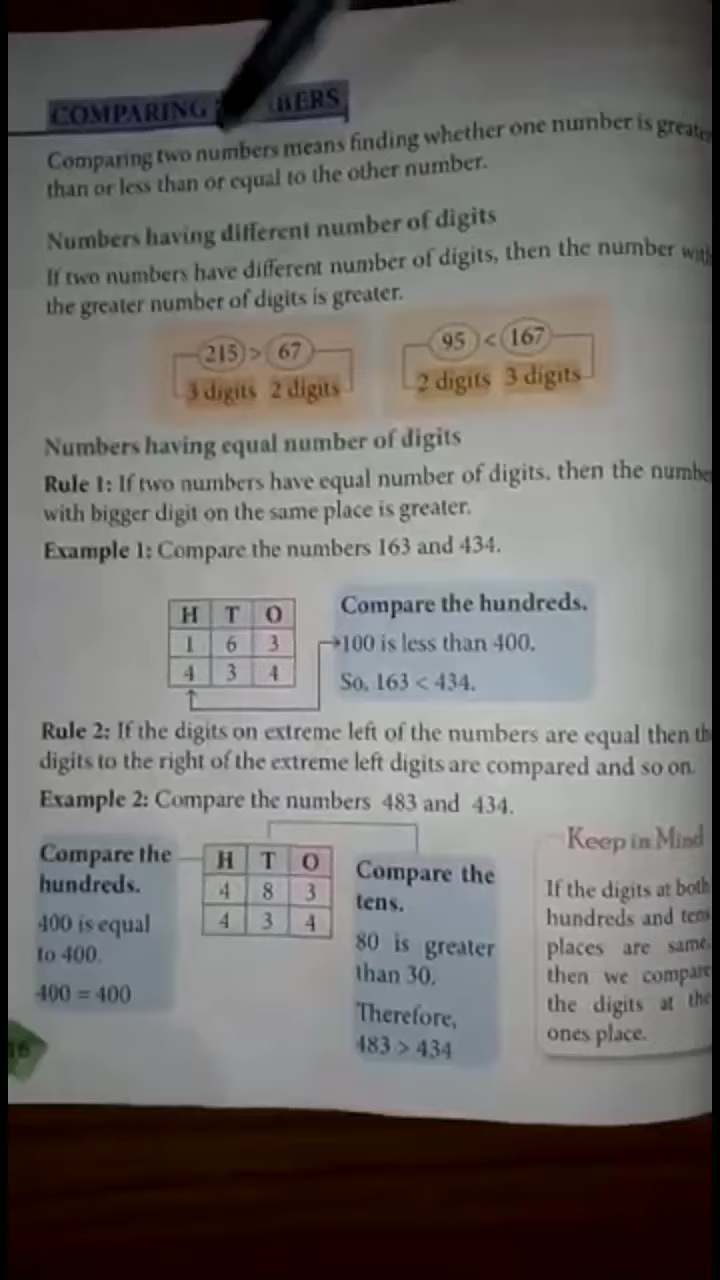 COMPARING BERS
Comparing two numbers means finding whether one number is greater
than or less than or equal to the other number.
Numbers having different number of digits
If two numbers have different number of digits, then the number with
the greater number of digits is greater.
215 > 67
3 digits 2 digits
95 < 167
2 digits 3 digits
Numbers having equal number of digits
Rule 1: If two numbers have equal number of digits, then the number
with bigger digit on the same place is greater.
Example 1: Compare the numbers 163 and 434.
H T O
1 6 3
4 3 4
Compare the hundreds.
100 is less than 400.
So, 163 < 434.
Rule 2: If the digits on extreme left of the numbers are equal then the
digits to the right of the extreme left digits are compared and so on.
Example 2: Compare the numbers 483 and 434.
Compare the
hundreds.
400 is equal
to 400.
400 = 400
H T O
4 8 3
4 3 4
Compare the
tens.
80 is greater
than 30.
Therefore,
483 > 434
Keep in Mind
If the digits at both
hundreds and tens
places are same,
then we compare
the digits at the
ones place.
16